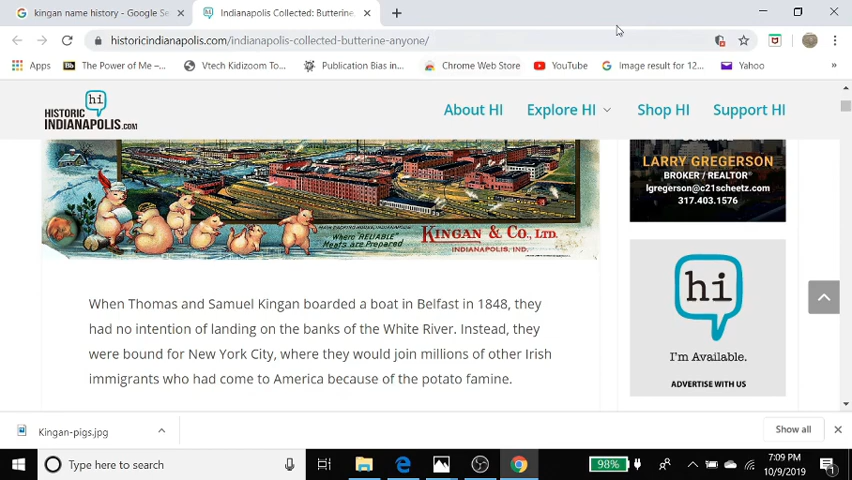 kingan name history - Google Se
Indianapolis Collected: Butterine,
historicindianapolis.com/indianapolis-collected-butterine-anyone/
Apps
The Power of Me –...
Vtech Kidizoom To...
Publication Bias in...
Chrome Web Store
YouTube
Image result for 12...
Yahoo
»
hi
HISTORIC
INDIANAPOLIS.COM
About HI
Explore HI
Shop HI
Support HI
LARRY GREGERSON
BROKER / REALTOR
lgregerson@c21scheetz.com
317.403.1576
Where "RELIABLE"
Meats are Prepared
KINGAN & CO., LTD.
INDIANAPOLIS, IND.
When Thomas and Samuel Kingan boarded a boat in Belfast in 1848, they
had no intention of landing on the banks of the White River. Instead, they
were bound for New York City, where they would join millions of other Irish
immigrants who had come to America because of the potato famine.
hi
I'm Available.
ADVERTISE WITH US
Kingan-pigs.jpg
Show all
Type here to search
98%
7:09 PM
10/9/2019
1